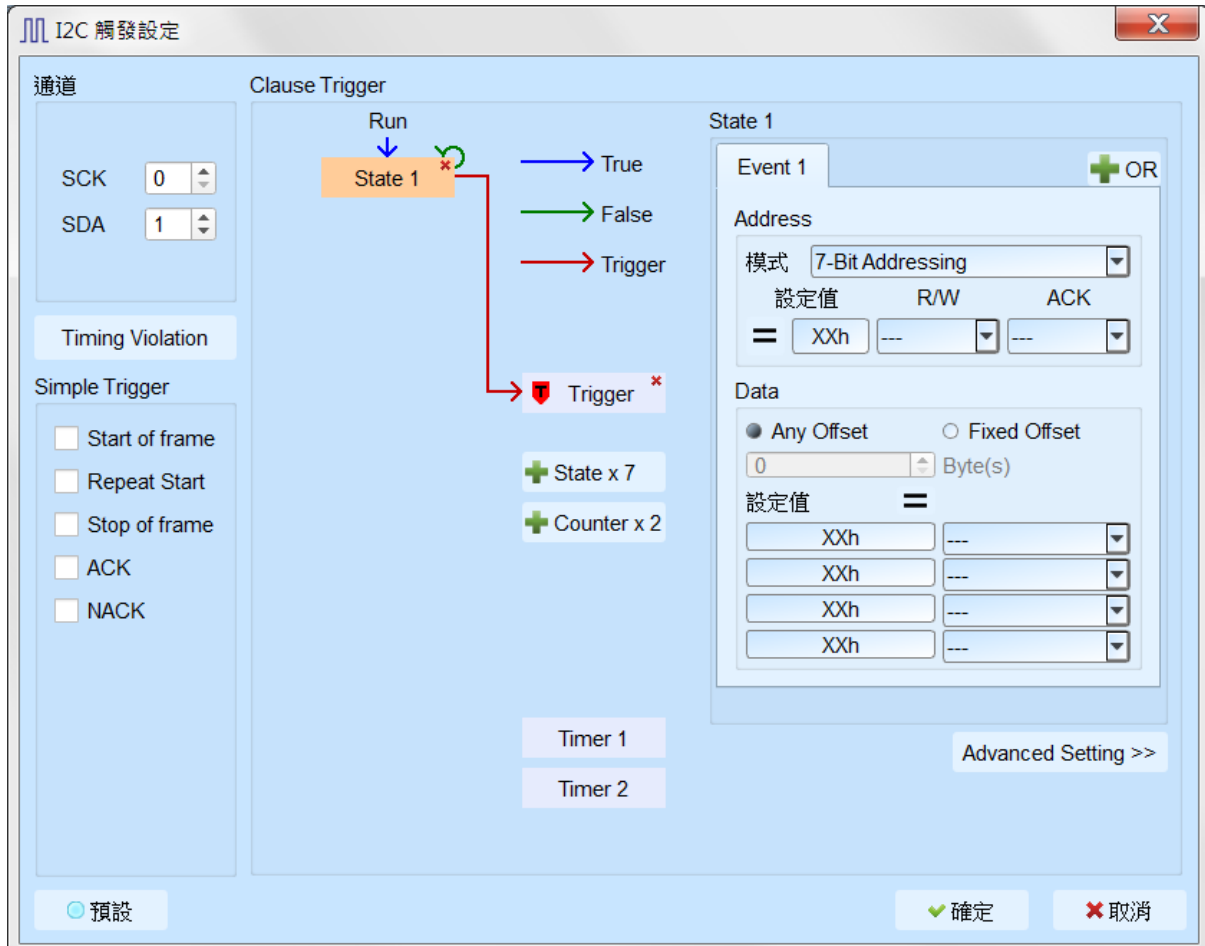 I2C 觸發設定
通道
SCK 0
SDA 1
Timing Violation
Simple Trigger
Start of frame
Repeat Start
Stop of frame
ACK
NACK
Clause Trigger
Run
State 1
True
False
Trigger
T Trigger
State x 7
Counter x 2
Timer 1
Timer 2
State 1
Event 1
OR
Address
模式 7-Bit Addressing
設定值 R/W ACK
= XXh --- ---
Data
Any Offset Fixed Offset
0 Byte(s)
設定值 =
XXh ---
XXh ---
XXh ---
XXh ---
Advanced Setting >>
預設
確定
取消